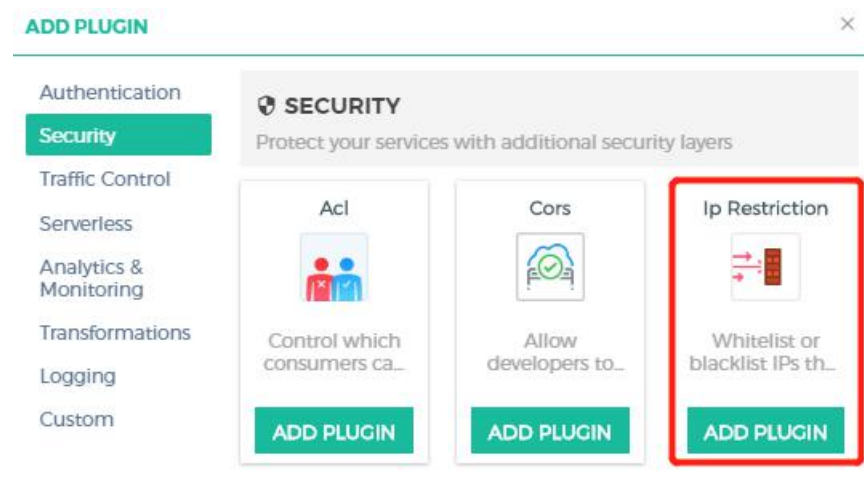 ADD PLUGIN
×
Authentication
Security
Traffic Control
Serverless
Analytics &
Monitoring
Transformations
Logging
Custom
SECURITY
Protect your services with additional security layers
Acl
Control which
consumers ca...
ADD PLUGIN
Cors
Allow
developers to...
ADD PLUGIN
Ip Restriction
Whitelist or
blacklist IPs th...
ADD PLUGIN